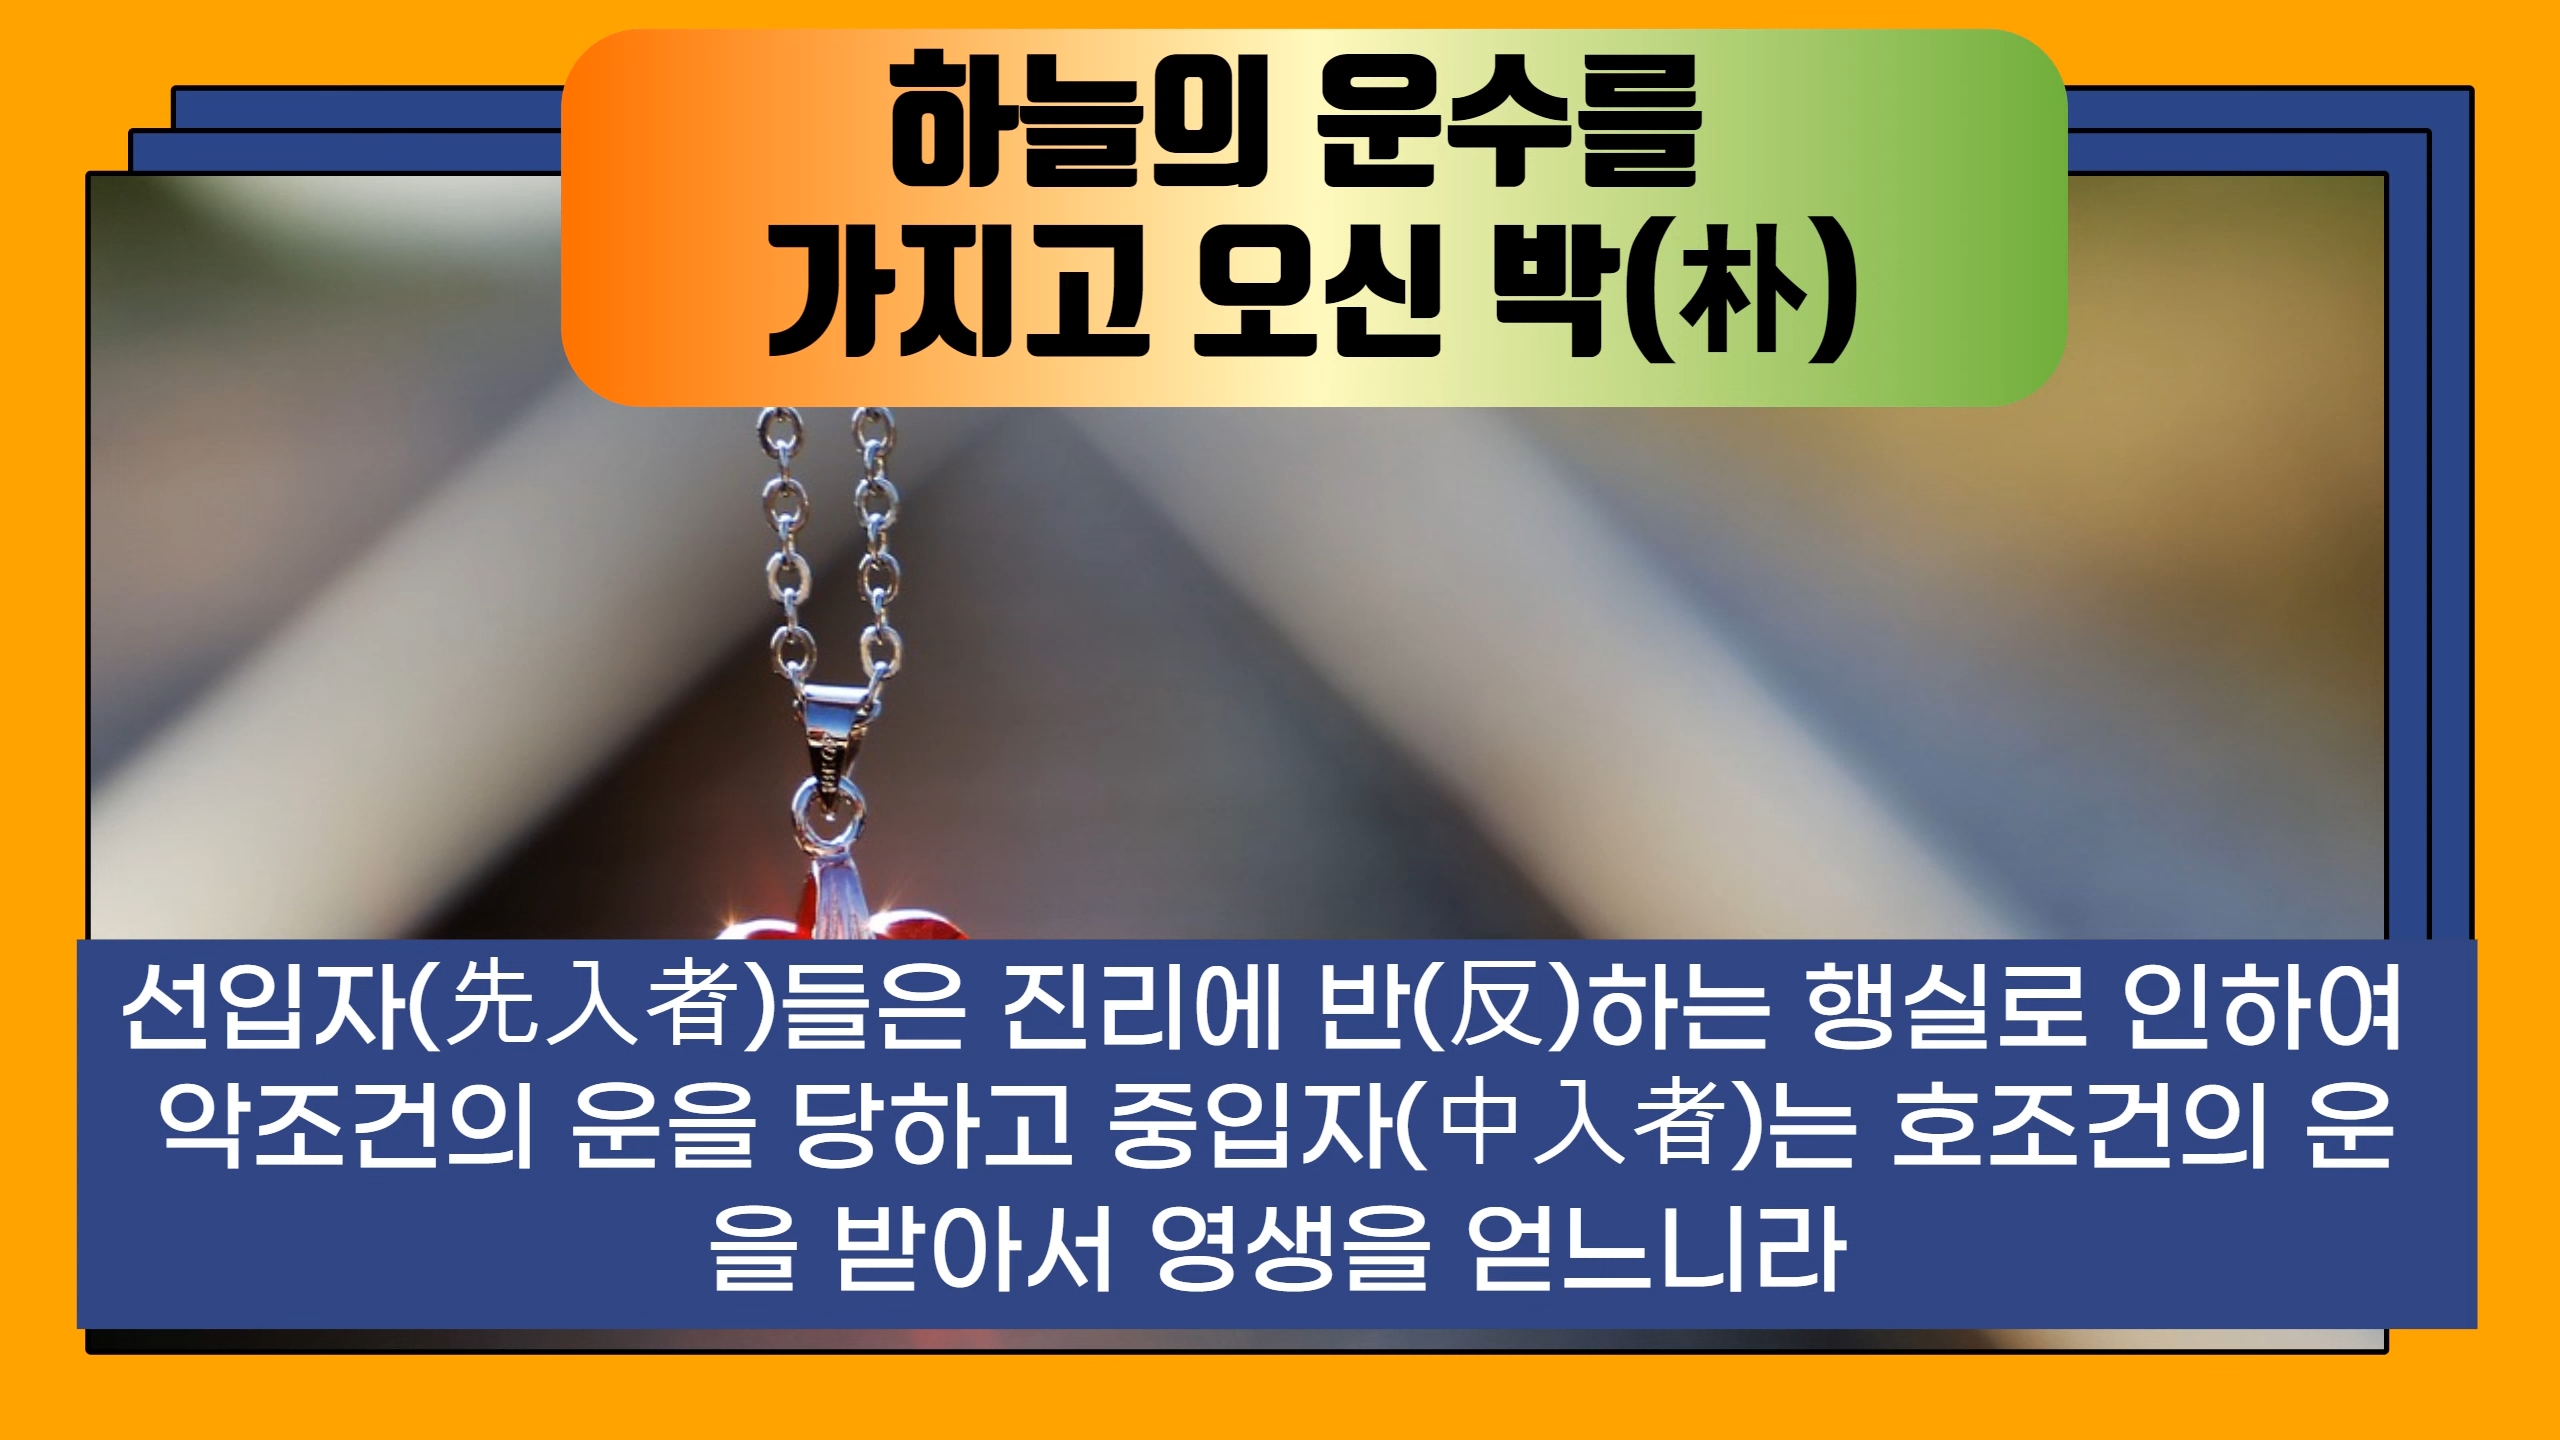 하늘의 운수를
가지고 오신 박(朴)
선입자(先入者)들은 진리에 반(反)하는 행실로 인하여
악조건의 운을 당하고 중입자(中入者)는 호조건의 운
을 받아서 영생을 얻느니라